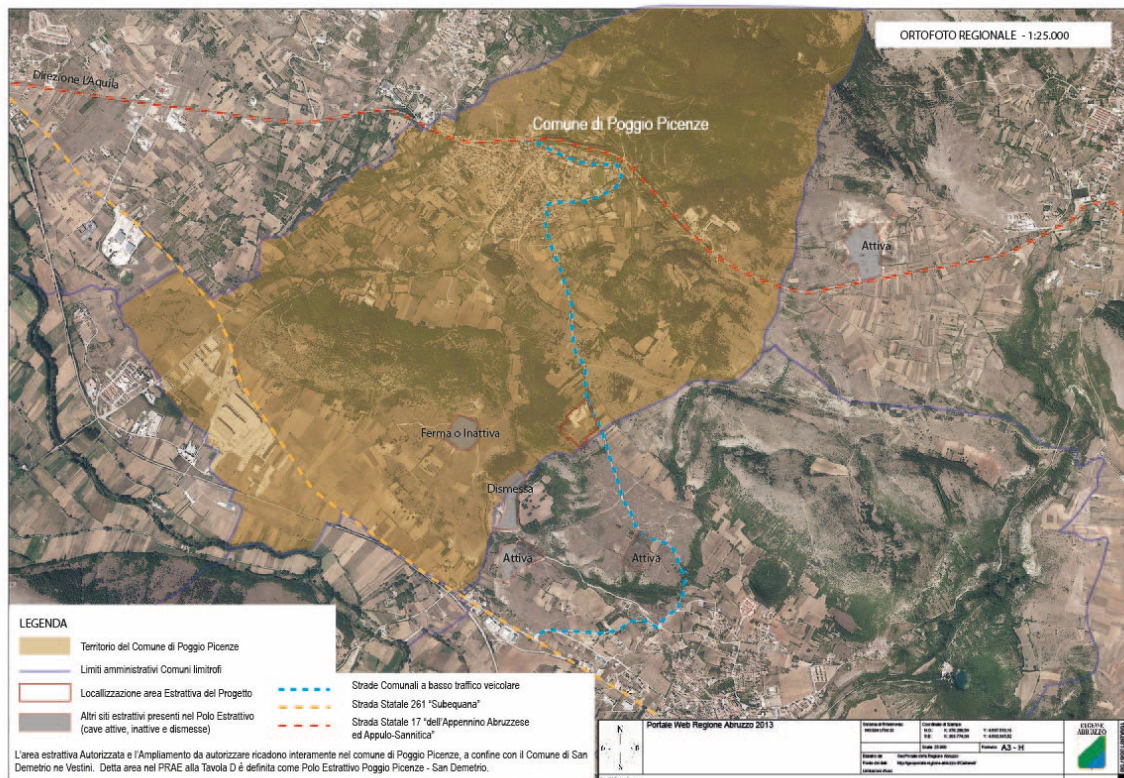 ORTOFOTO REGIONALE - 1:25.000
Direzione L'Aquila
Comune di Poggio Picenze
Attiva
Ferma o Inattiva
Dismessa
Attiva
Attiva
LEGENDA
Territorio del Comune di Poggio Picenze
Limiti amministrativi Comuni limitrofi
Locallizzazione area Estrattiva del Progetto
Altri siti estrattivi presenti nel Polo Estrattivo
(cave attive, inattive e dismesse)
Strade Comunali a basso traffico veicolare
Strada Statale 261 "Subequana"
Strada Statale 17 "dell'Appennino Abruzzese
ed Appulo-Sannitica"
L'area estrattiva Autorizzata e l'Ampliamento da autorizzare ricadono interamente nel comune di Poggio Picenze, a confine con il Comune di San
Demetrio ne Vestini. Detta area nel PRAE alla Tavola D é definita come Polo Estrattivo Poggio Picenze - San Demetrio.
N
Portale Web Regione Abruzzo 2013
Formato: A3 - H
REGIONE
ABRUZZO